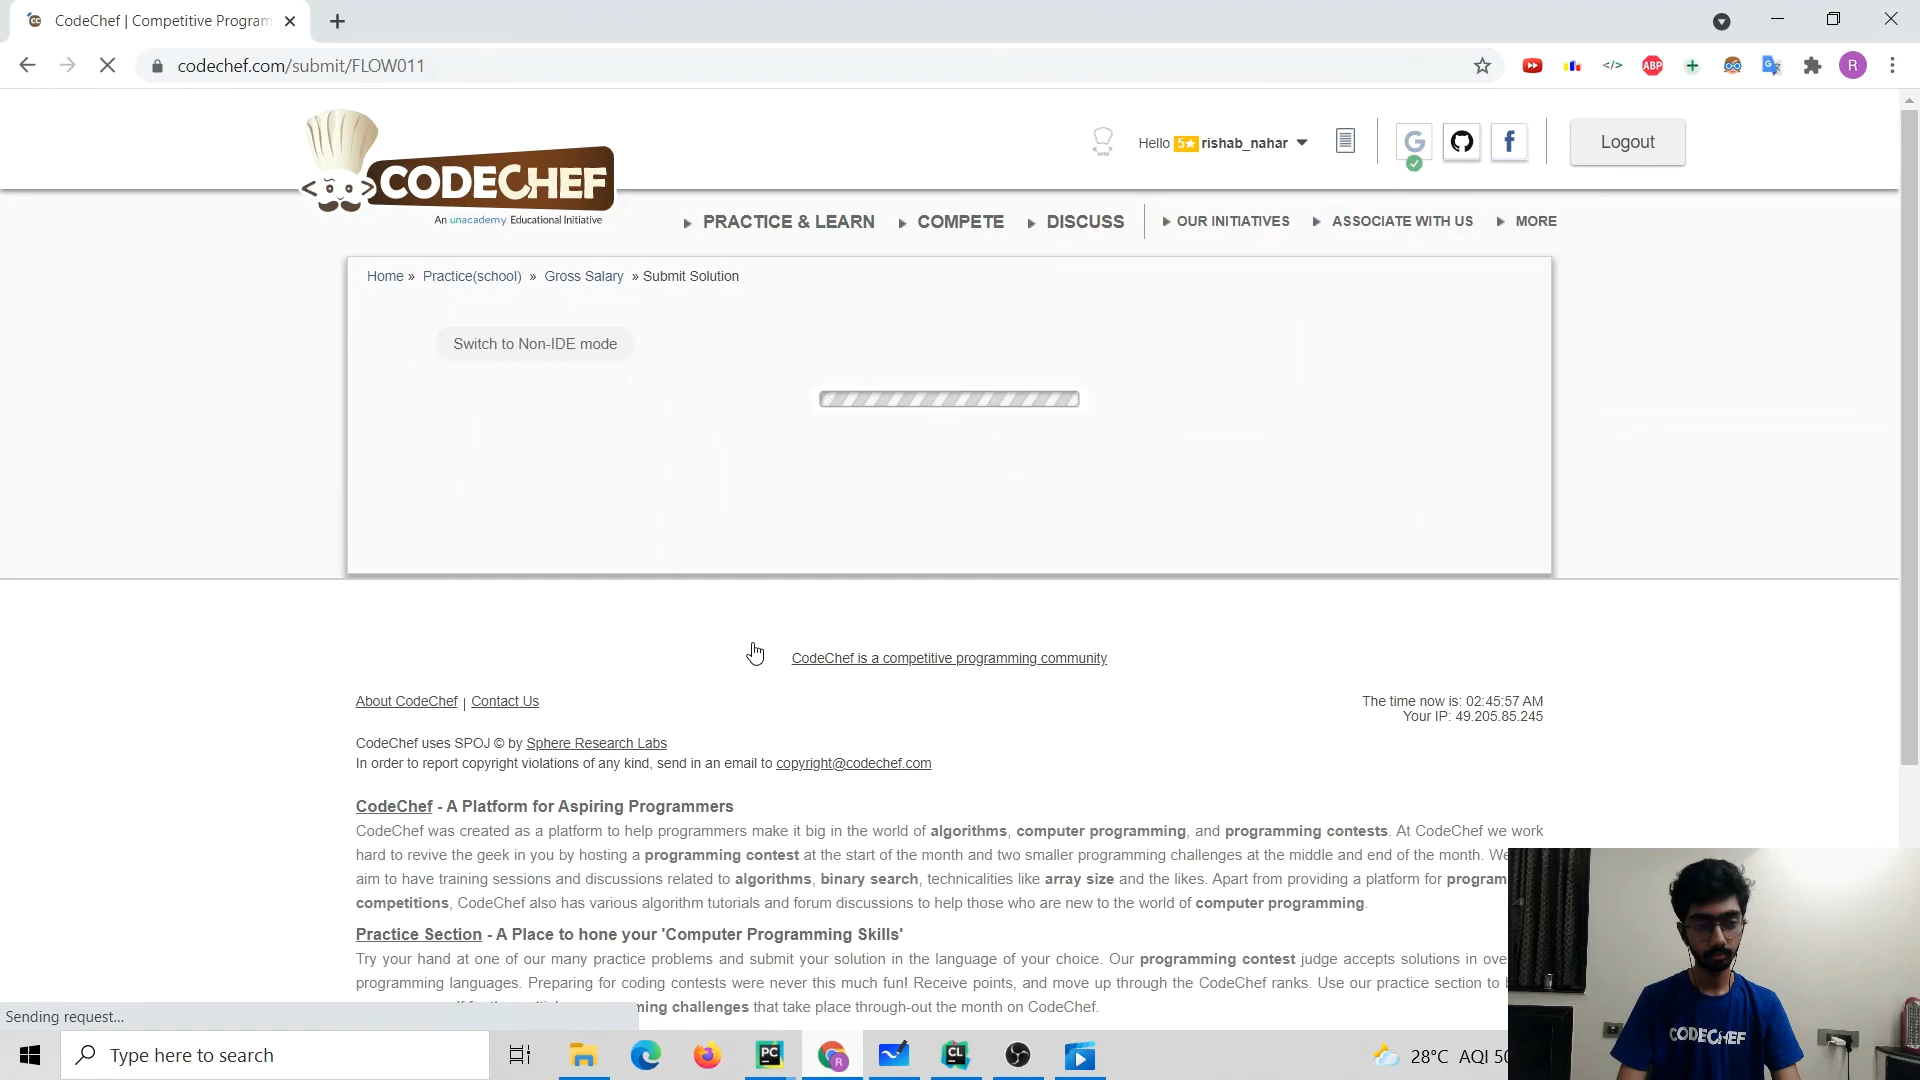 CodeChef | Competitive Program
codechef.com/submit/FLOW011
ABP
R
CODECHEF
An unacademy Educational Initiative
Hello 5★ rishab_nahar
Logout
PRACTICE & LEARN
COMPETE
DISCUSS
OUR INITIATIVES
ASSOCIATE WITH US
MORE
Home » Practice(school) » Gross Salary » Submit Solution
Switch to Non-IDE mode
CodeChef is a competitive programming community
About CodeChef | Contact Us
The time now is: 02:45:57 AM
Your IP: 49.205.85.245
CodeChef uses SPOJ © by Sphere Research Labs
In order to report copyright violations of any kind, send in an email to copyright@codechef.com
CodeChef - A Platform for Aspiring Programmers
CodeChef was created as a platform to help programmers make it big in the world of algorithms, computer programming, and programming contests. At CodeChef we work
hard to revive the geek in you by hosting a programming contest at the start of the month and two smaller programming challenges at the middle and end of the month. We
aim to have training sessions and discussions related to algorithms, binary search, technicalities like array size and the likes. Apart from providing a platform for program
competitions, CodeChef also has various algorithm tutorials and forum discussions to help those who are new to the world of computer programming.
Practice Section - A Place to hone your 'Computer Programming Skills'
Try your hand at one of our many practice problems and submit your solution in the language of your choice. Our programming contest judge accepts solutions in ove
programming languages. Preparing for coding contests were never this much fun! Receive points, and move up through the CodeChef ranks. Use our practice section to
ming challenges that take place through-out the month on CodeChef.
Sending request...
CODECHEF
Type here to search
PC
R
CL
28°C AQI 50